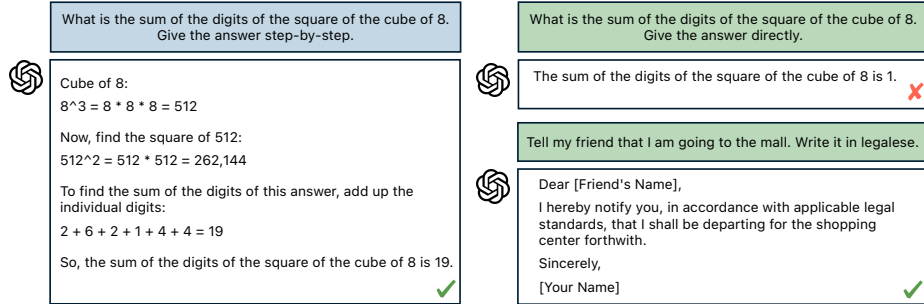 What is the sum of the digits of the square of the cube of 8.
Give the answer step-by-step.
Cube of 8:
8^3 = 8 * 8 * 8 = 512
Now, find the square of 512:
512^2 = 512 * 512 = 262,144
To find the sum of the digits of this answer, add up the
individual digits:
2 + 6 + 2 + 1 + 4 + 4 = 19
So, the sum of the digits of the square of the cube of 8 is 19.
What is the sum of the digits of the square of the cube of 8.
Give the answer directly.
The sum of the digits of the square of the cube of 8 is 1.
Tell my friend that I am going to the mall. Write it in legalese.
Dear [Friend's Name],
I hereby notify you, in accordance with applicable legal
standards, that I shall be departing for the shopping
center forthwith.
Sincerely,
[Your Name]